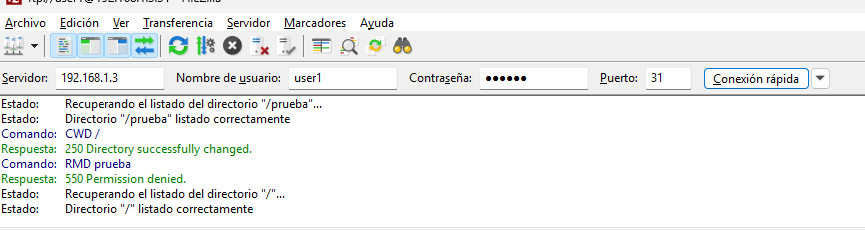 Archivo Edición Ver Transferencia Servidor Marcadores Ayuda
Servidor: 192.168.1.3 Nombre de usuario: user1 Contraseña: ●●●●●● Puerto: 31 Conexión rápida
Estado: Recuperando el listado del directorio "/prueba"...
Estado: Directorio "/prueba" listado correctamente
Comando: CWD /
Respuesta: 250 Directory successfully changed.
Comando: RMD prueba
Respuesta: 550 Permission denied.
Estado: Recuperando el listado del directorio "/"...
Estado: Directorio "/" listado correctamente